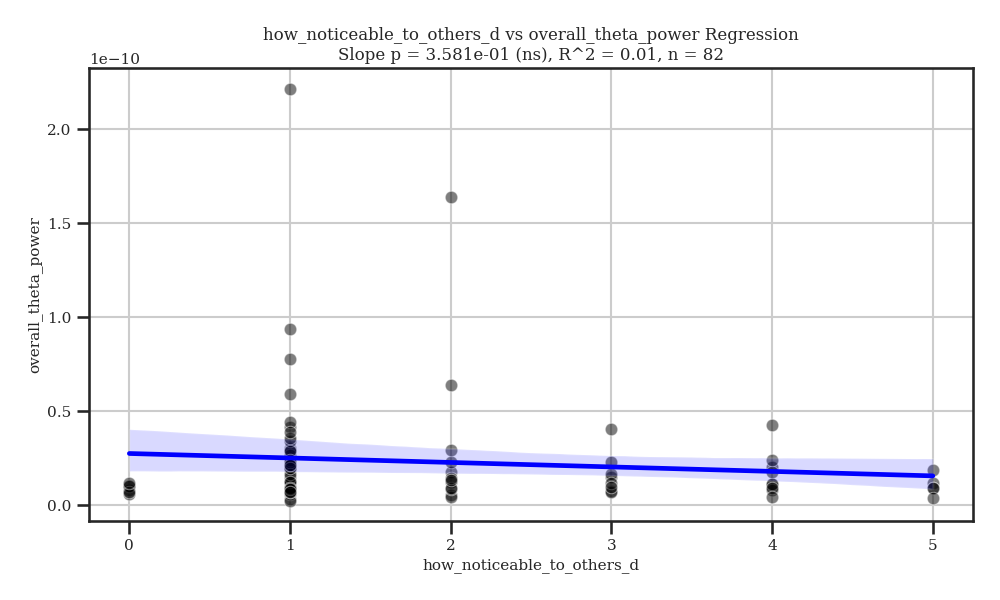 how_noticeable_to_others_d vs overall_theta_power Regression
Slope p = 3.581e-01 (ns), R^2 = 0.01, n = 82
1e−10
2.0
1.5
1.0
0.5
0.0
overall_theta_power
0 1 2 3 4 5
how_noticeable_to_others_d